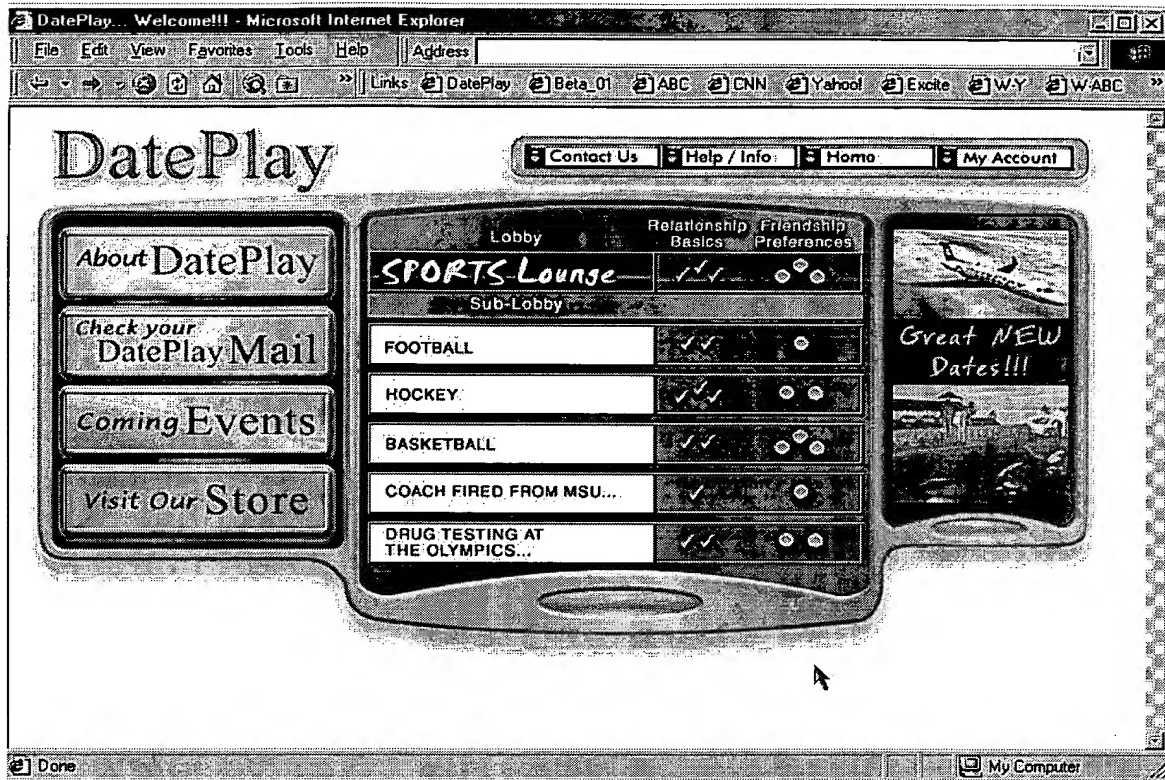 DatePlay... Welcome!!! - Microsoft Internet Explorer
File Edit View Favorites Tools Help Address
Links DatePlay Beta_01 ABC CNN Yahoo! Excite W-Y W-ABC
DatePlay
Contact Us Help / Info Home My Account
Lobby Relationship Basics Friendship Preferences
SPORTS Lounge
Sub-Lobby
FOOTBALL
HOCKEY
BASKETBALL
COACH FIRED FROM MSU...
DRUG TESTING AT
THE OLYMPICS...
About DatePlay
Check your
DatePlay Mail
Coming Events
Visit Our Store
Great NEW
Dates!!!
Done My Computer